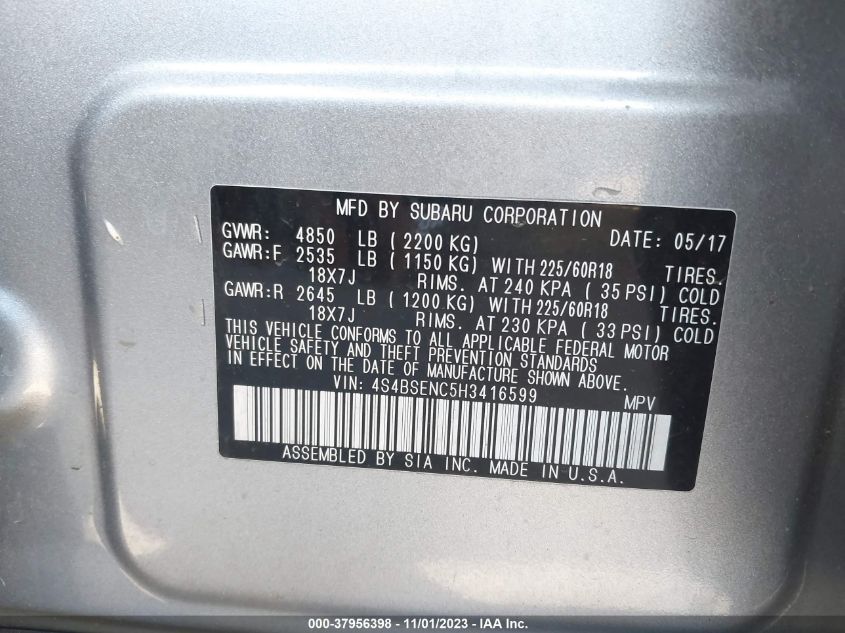 MFD BY SUBARU CORPORATION
GVWR: 4850 LB ( 2200 KG) DATE: 05/17
GAWR:F 2535 LB ( 1150 KG) WITH 225/60R18 TIRES.
18X7J RIMS. AT 240 KPA ( 35 PSI) COLD
GAWR:R 2645 LB ( 1200 KG) WITH 225/60R18 TIRES.
18X7J RIMS. AT 230 KPA ( 33 PSI) COLD
THIS VEHICLE CONFORMS TO ALL APPLICABLE FEDERAL MOTOR
VEHICLE SAFETY AND THEFT PREVENTION STANDARDS
IN EFFECT ON THE DATE OF MANUFACTURE SHOWN ABOVE.
VIN: 4S4BSENC5H3416599 MPV
ASSEMBLED BY SIA INC. MADE IN U.S.A.
000-37956398 - 11/01/2023 - IAA Inc.